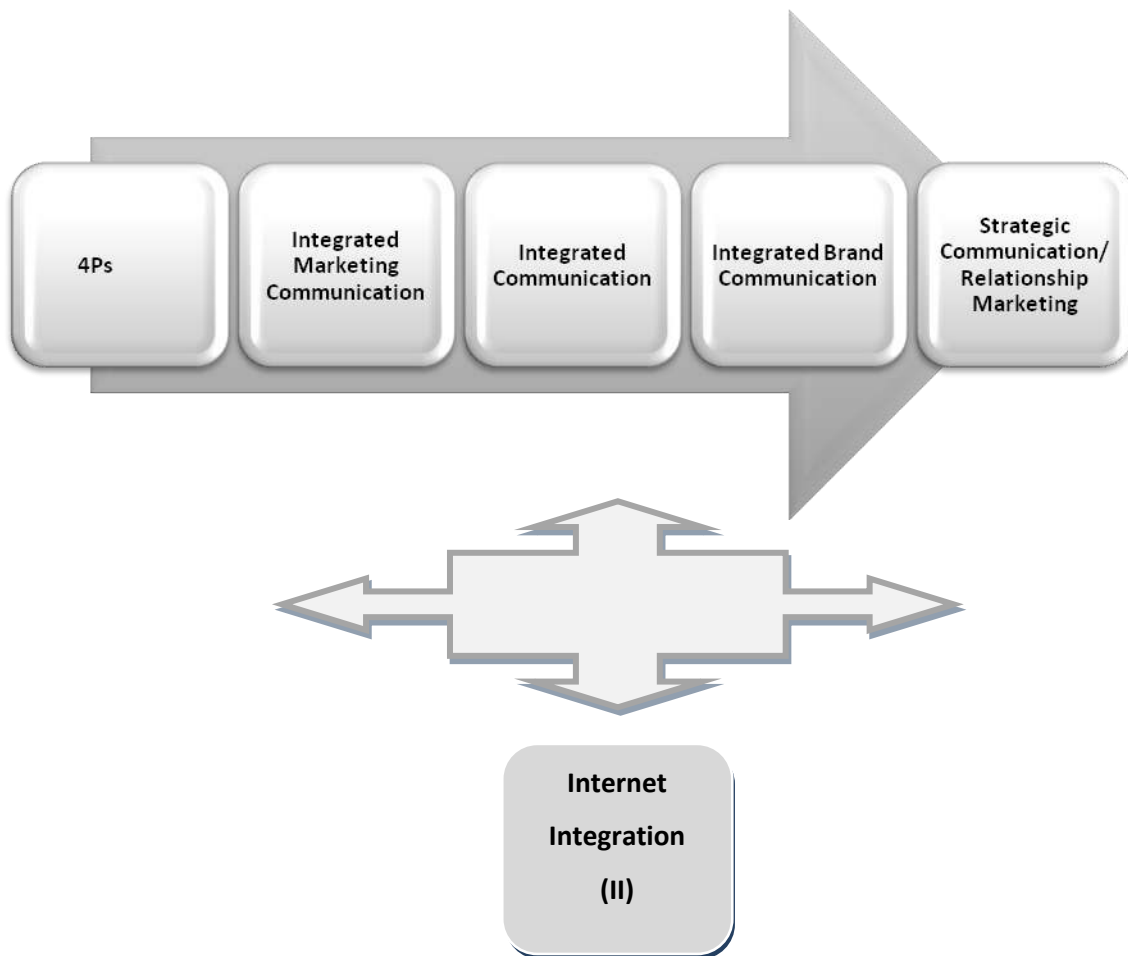 4Ps
Integrated
Marketing
Communication
Integrated
Communication
Integrated Brand
Communication
Strategic
Communication/
Relationship
Marketing
Internet
Integration
(II)